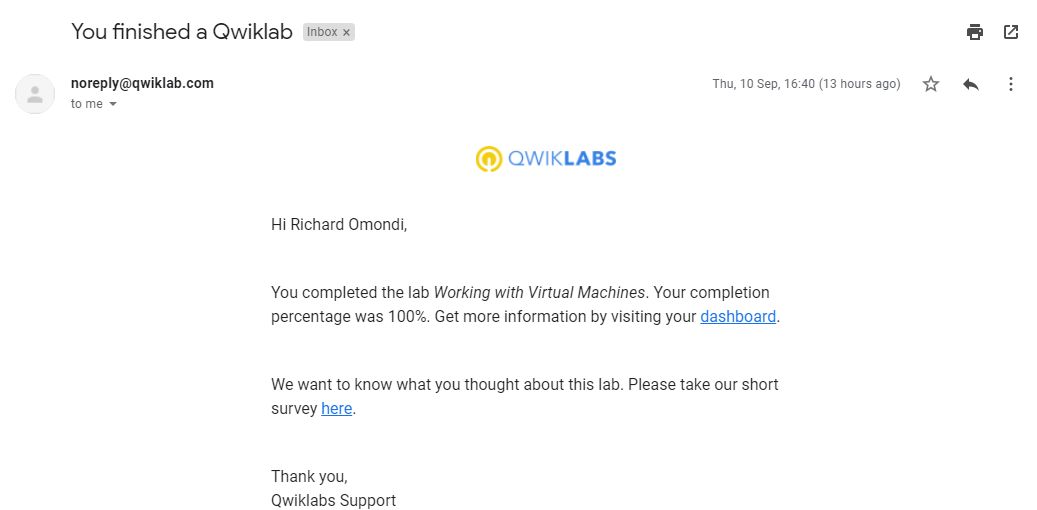 You finished a Qwiklab Inbox ×
noreply@qwiklab.com Thu, 10 Sep, 16:40 (13 hours ago)
to me
QWIKLABS
Hi Richard Omondi,
You completed the lab Working with Virtual Machines. Your completion
percentage was 100%. Get more information by visiting your dashboard.
We want to know what you thought about this lab. Please take our short
survey here.
Thank you,
Qwiklabs Support